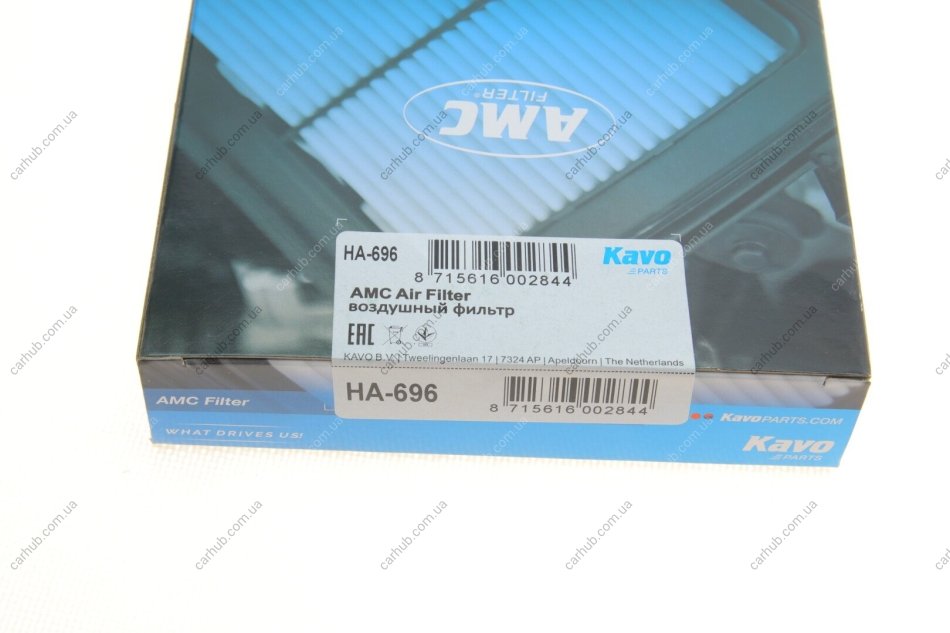 AMC
FILTER®
HA-696
8 715616 002844
Kavo
PARTS
AMC Air Filter
воздушный фильтр
EAC
KAVO B.V. | Tweelingenlaan 17 | 7324 AP | Apeldoorn | The Netherlands
HA-696
8 715616 002844
AMC Filter
WHAT DRIVES US!
KAVOPARTS.COM
Kavo
PARTS
carhub.com.ua